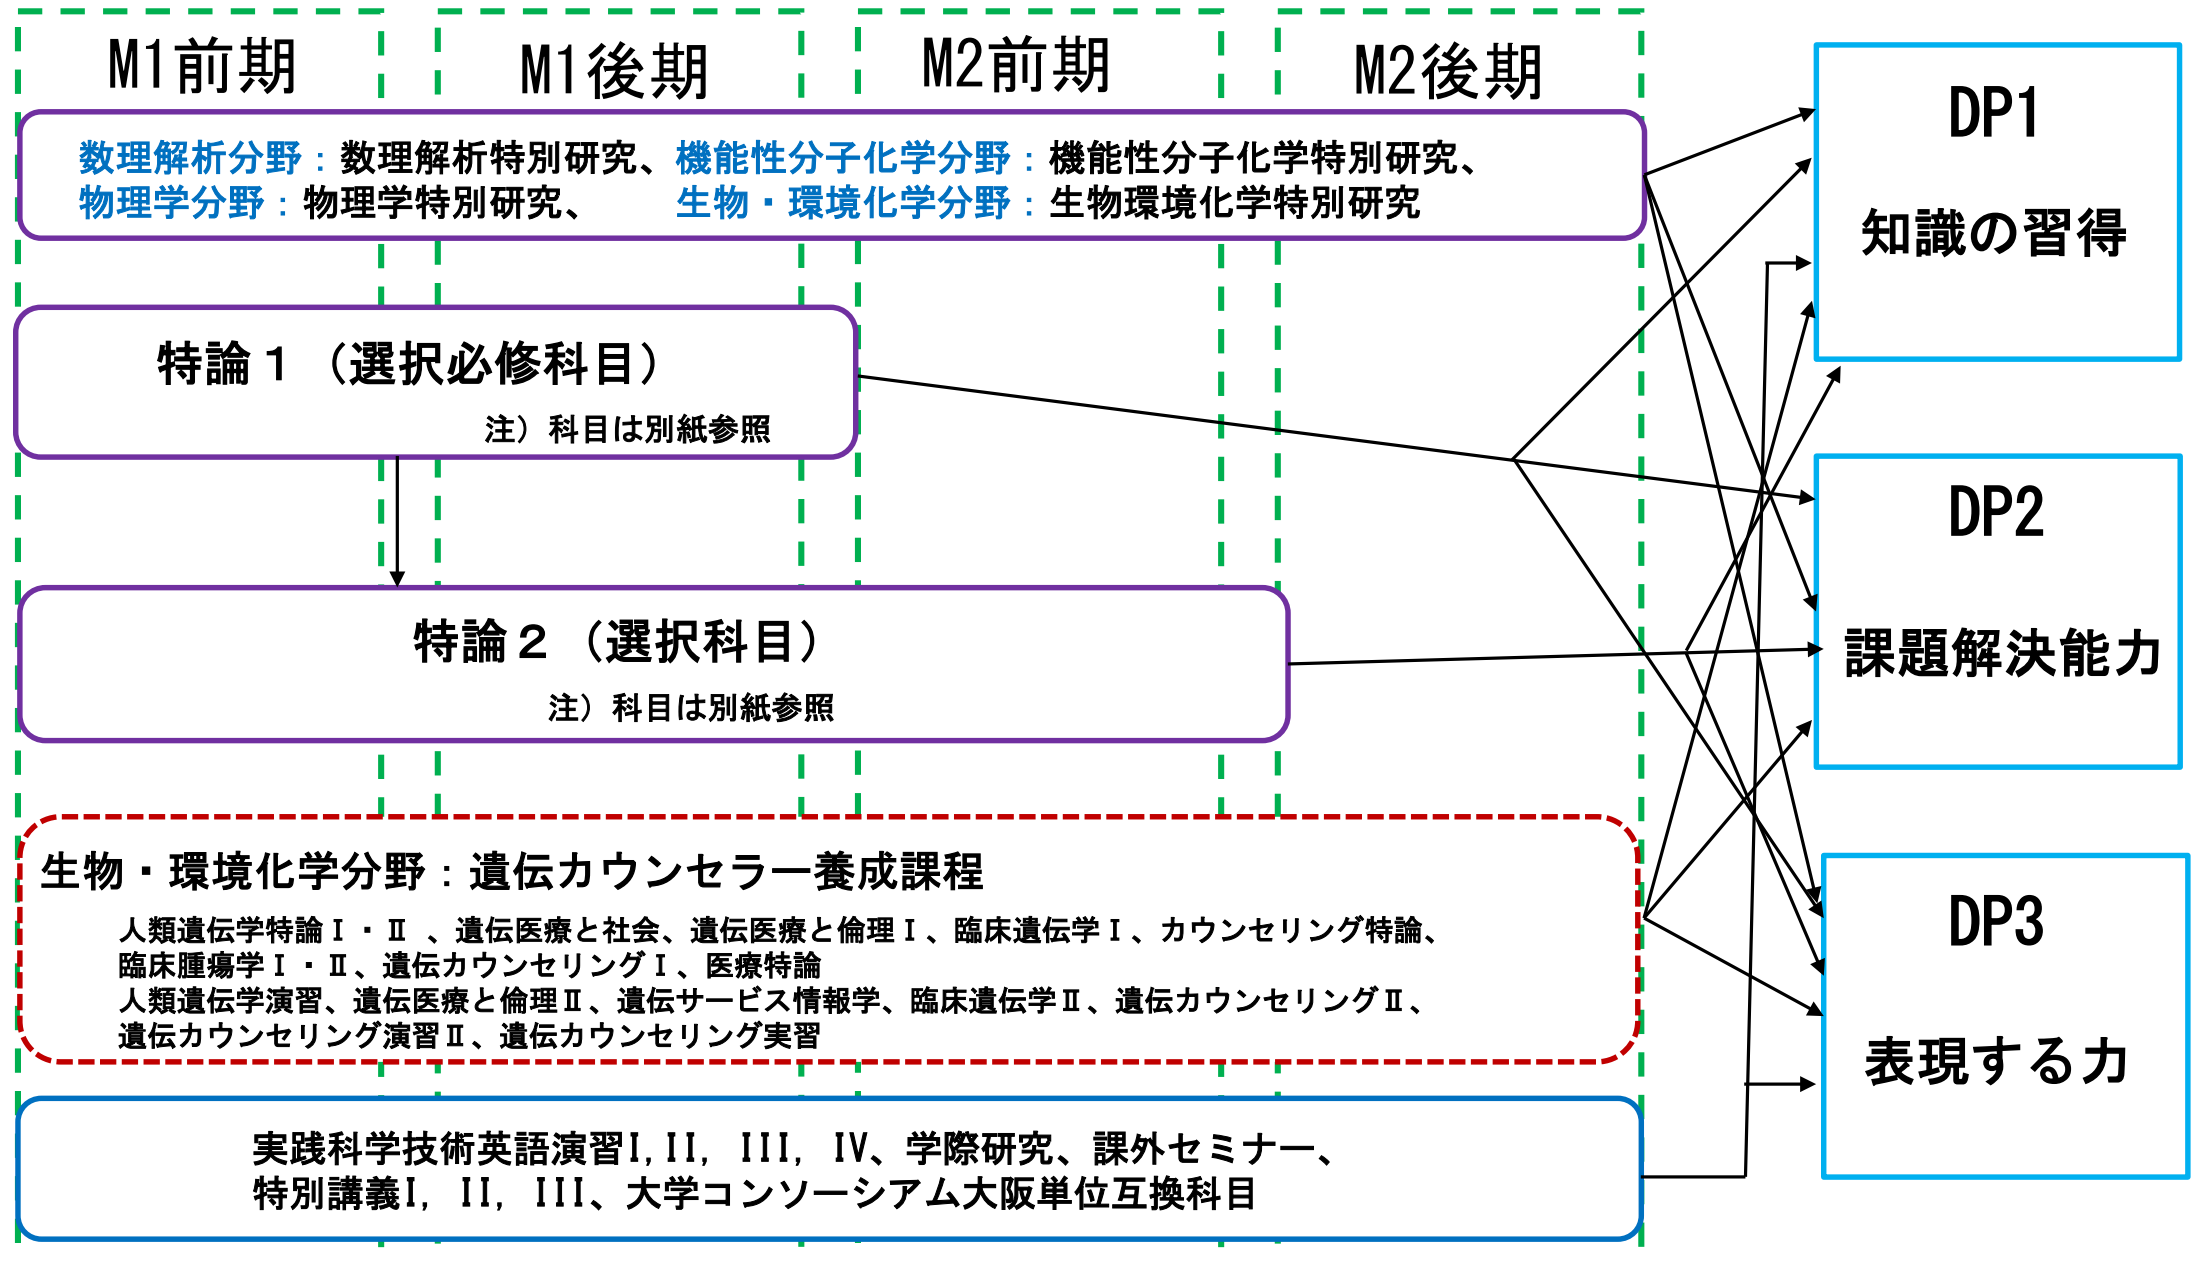 M1前期
M1後期
M2前期
M2後期
数理解析分野：数理解析特別研究、機能性分子化学分野：機能性分子化学特別研究、
物理学分野：物理学特別研究、　　生物・環境化学分野：生物環境化学特別研究
特論１（選択必修科目）
注）科目は別紙参照
特論２（選択科目）
注）科目は別紙参照
生物・環境化学分野：遺伝カウンセラー養成課程
人類遺伝学特論Ⅰ・Ⅱ 、遺伝医療と社会、遺伝医療と倫理Ⅰ、臨床遺伝学Ⅰ、カウンセリング特論、
臨床腫瘍学Ⅰ・Ⅱ、遺伝カウンセリングⅠ、医療特論
人類遺伝学演習、遺伝医療と倫理Ⅱ、遺伝サービス情報学、臨床遺伝学Ⅱ、遺伝カウンセリングⅡ、
遺伝カウンセリング演習Ⅱ、遺伝カウンセリング実習
実践科学技術英語演習I,II, III, IV、学際研究、課外セミナー、
特別講義I, II, III、大学コンソーシアム大阪単位互換科目
DP1
知識の習得
DP2
課題解決能力
DP3
表現する力